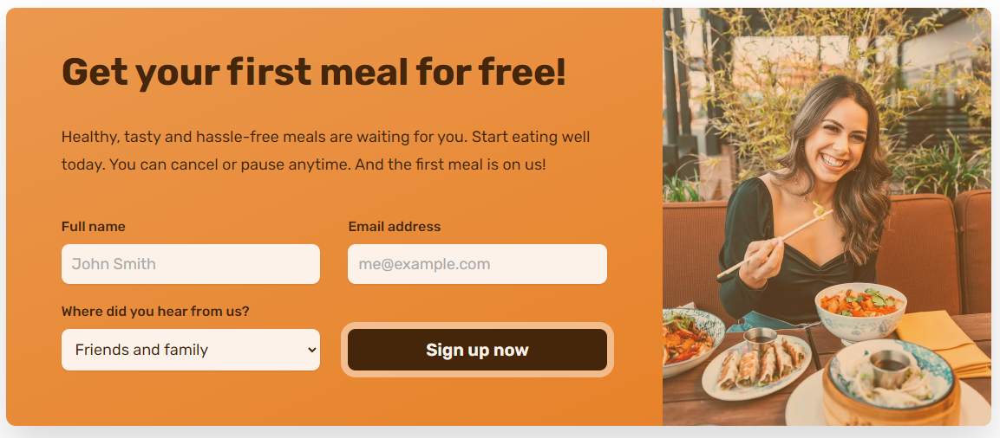 Get your first meal for free!
Healthy, tasty and hassle-free meals are waiting for you. Start eating well
today. You can cancel or pause anytime. And the first meal is on us!
Full name
Email address
John Smith
me@example.com
Where did you hear from us?
Friends and family
Sign up now